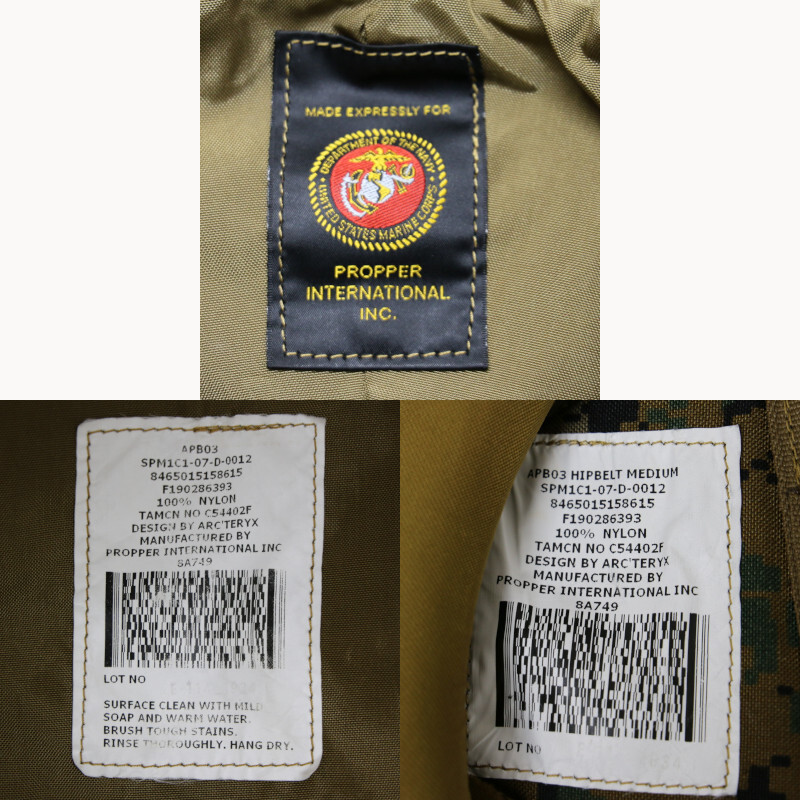 MADE EXPRESSLY FOR
DEPARTMENT OF THE NAVY
UNITED STATES MARINE CORPS
PROPPER
INTERNATIONAL
INC.
APB03
SPM1C1-07-D-0012
8465015158615
F190286393
100% NYLON
TAMCN NO C54402F
DESIGN BY ARC'TERYX
MANUFACTURED BY
PROPPER INTERNATIONAL INC
8A749
LOT NO
SURFACE CLEAN WITH MILD
SOAP AND WARM WATER.
BRUSH TOUGH STAINS.
RINSE THOROUGHLY. HANG DRY.
APB03 HIPBELT MEDIUM
SPM1C1-07-D-0012
8465015158615
F190286393
100% NYLON
TAMCN NO C54402F
DESIGN BY ARC'TERYX
MANUFACTURED BY
PROPPER INTERNATIONAL INC
8A749
LOT NO